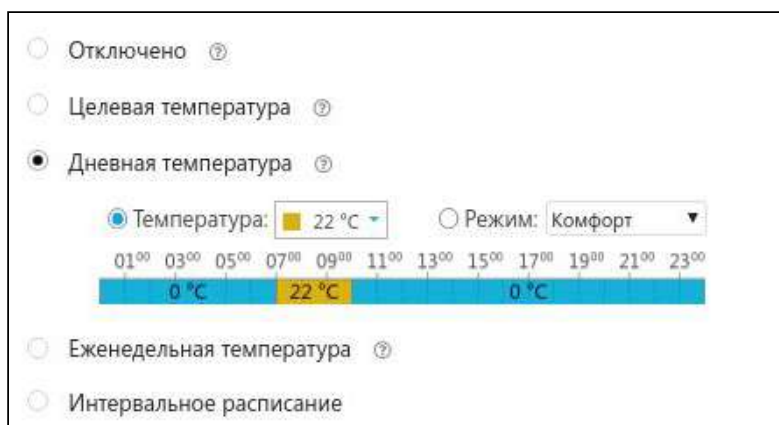 Отключено ?
Целевая температура ?
Дневная температура ?
Температура: 22 °C Режим: Комфорт
01⁰⁰ 03⁰⁰ 05⁰⁰ 07⁰⁰ 09⁰⁰ 11⁰⁰ 13⁰⁰ 15⁰⁰ 17⁰⁰ 19⁰⁰ 21⁰⁰ 23⁰⁰
0 °C 22 °C 0 °C
Еженедельная температура ?
Интервальное расписание